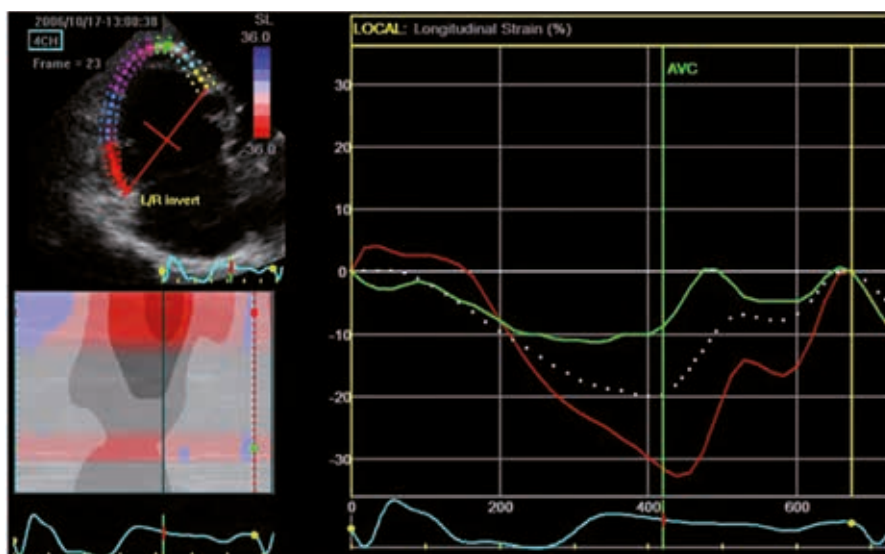 2006/10/17-13:08:38
SL
4CH
36.0
Frame = 23
-36.0
L/R invert
LOCAL: Longitudinal Strain (%)
AVC
30
20
10
0
-10
-20
-30
0 200 400 600